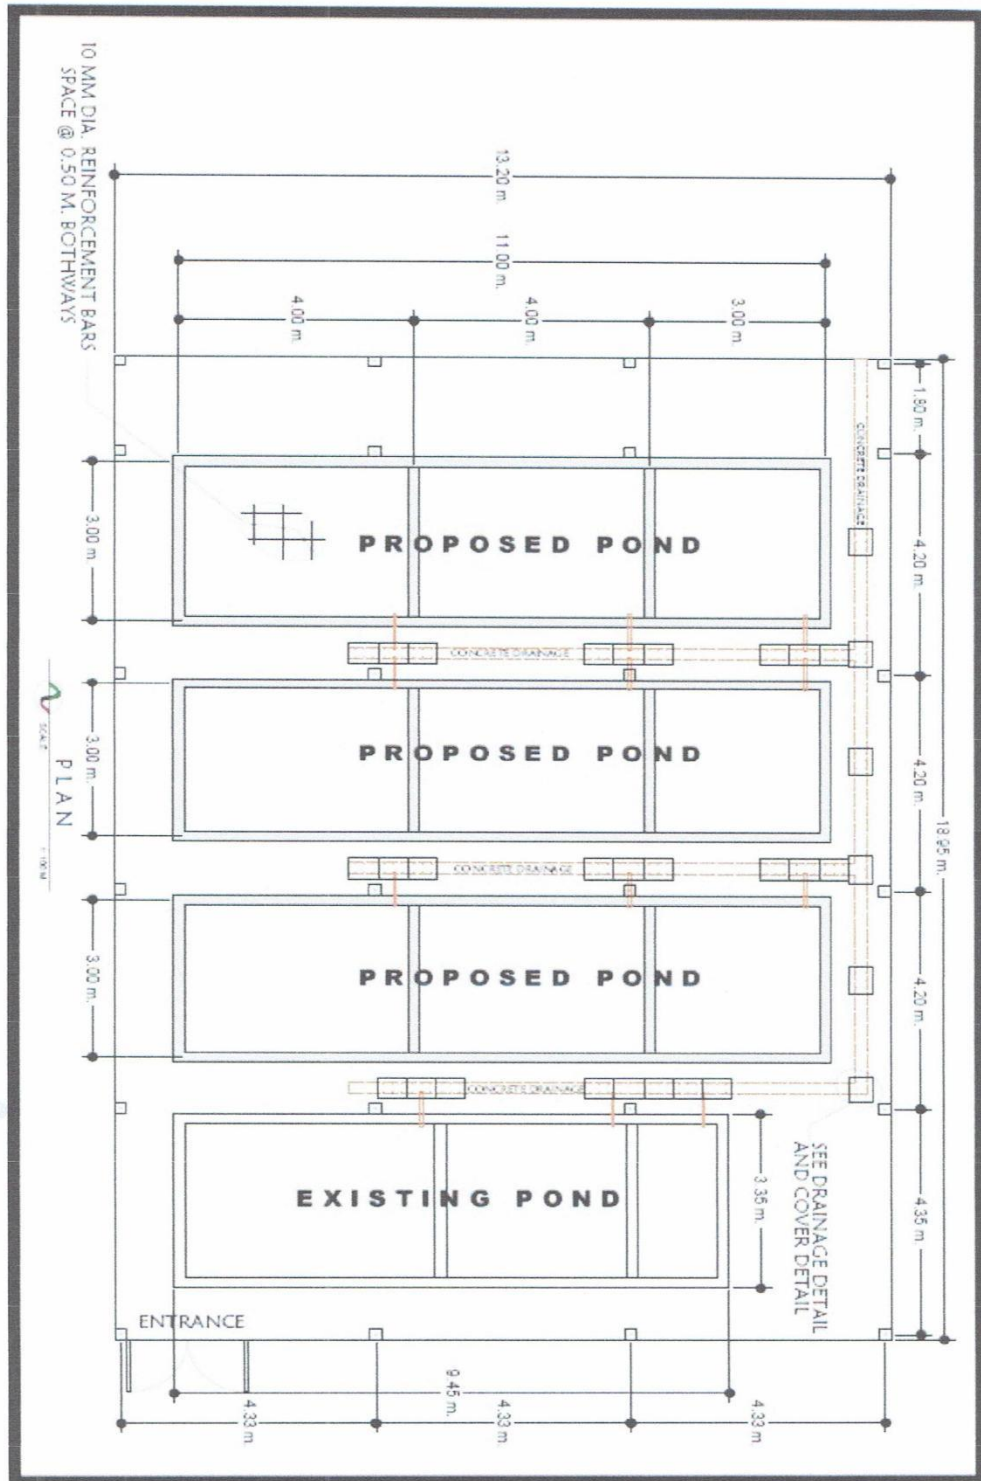 10 MM DIA. REINFORCEMENT BARS
SPACE @ 0.50 M. BOTHWAYS
13.20 m.
11.00 m.
4.00 m.
4.00 m.
3.00 m.
18.95 m.
1.80 m.
4.20 m.
4.20 m.
4.20 m.
4.35 m.
CONCRETE DRAINAGE
3.00 m.
PROPOSED POND
CONCRETE DRAINAGE
3.00 m.
PROPOSED POND
CONCRETE DRAINAGE
3.00 m.
PROPOSED POND
CONCRETE DRAINAGE
SEE DRAINAGE DETAIL
AND COVER DETAIL
3.35 m.
EXISTING POND
ENTRANCE
9.45 m.
4.33 m.
4.33 m.
4.33 m.
PLAN
SCALE